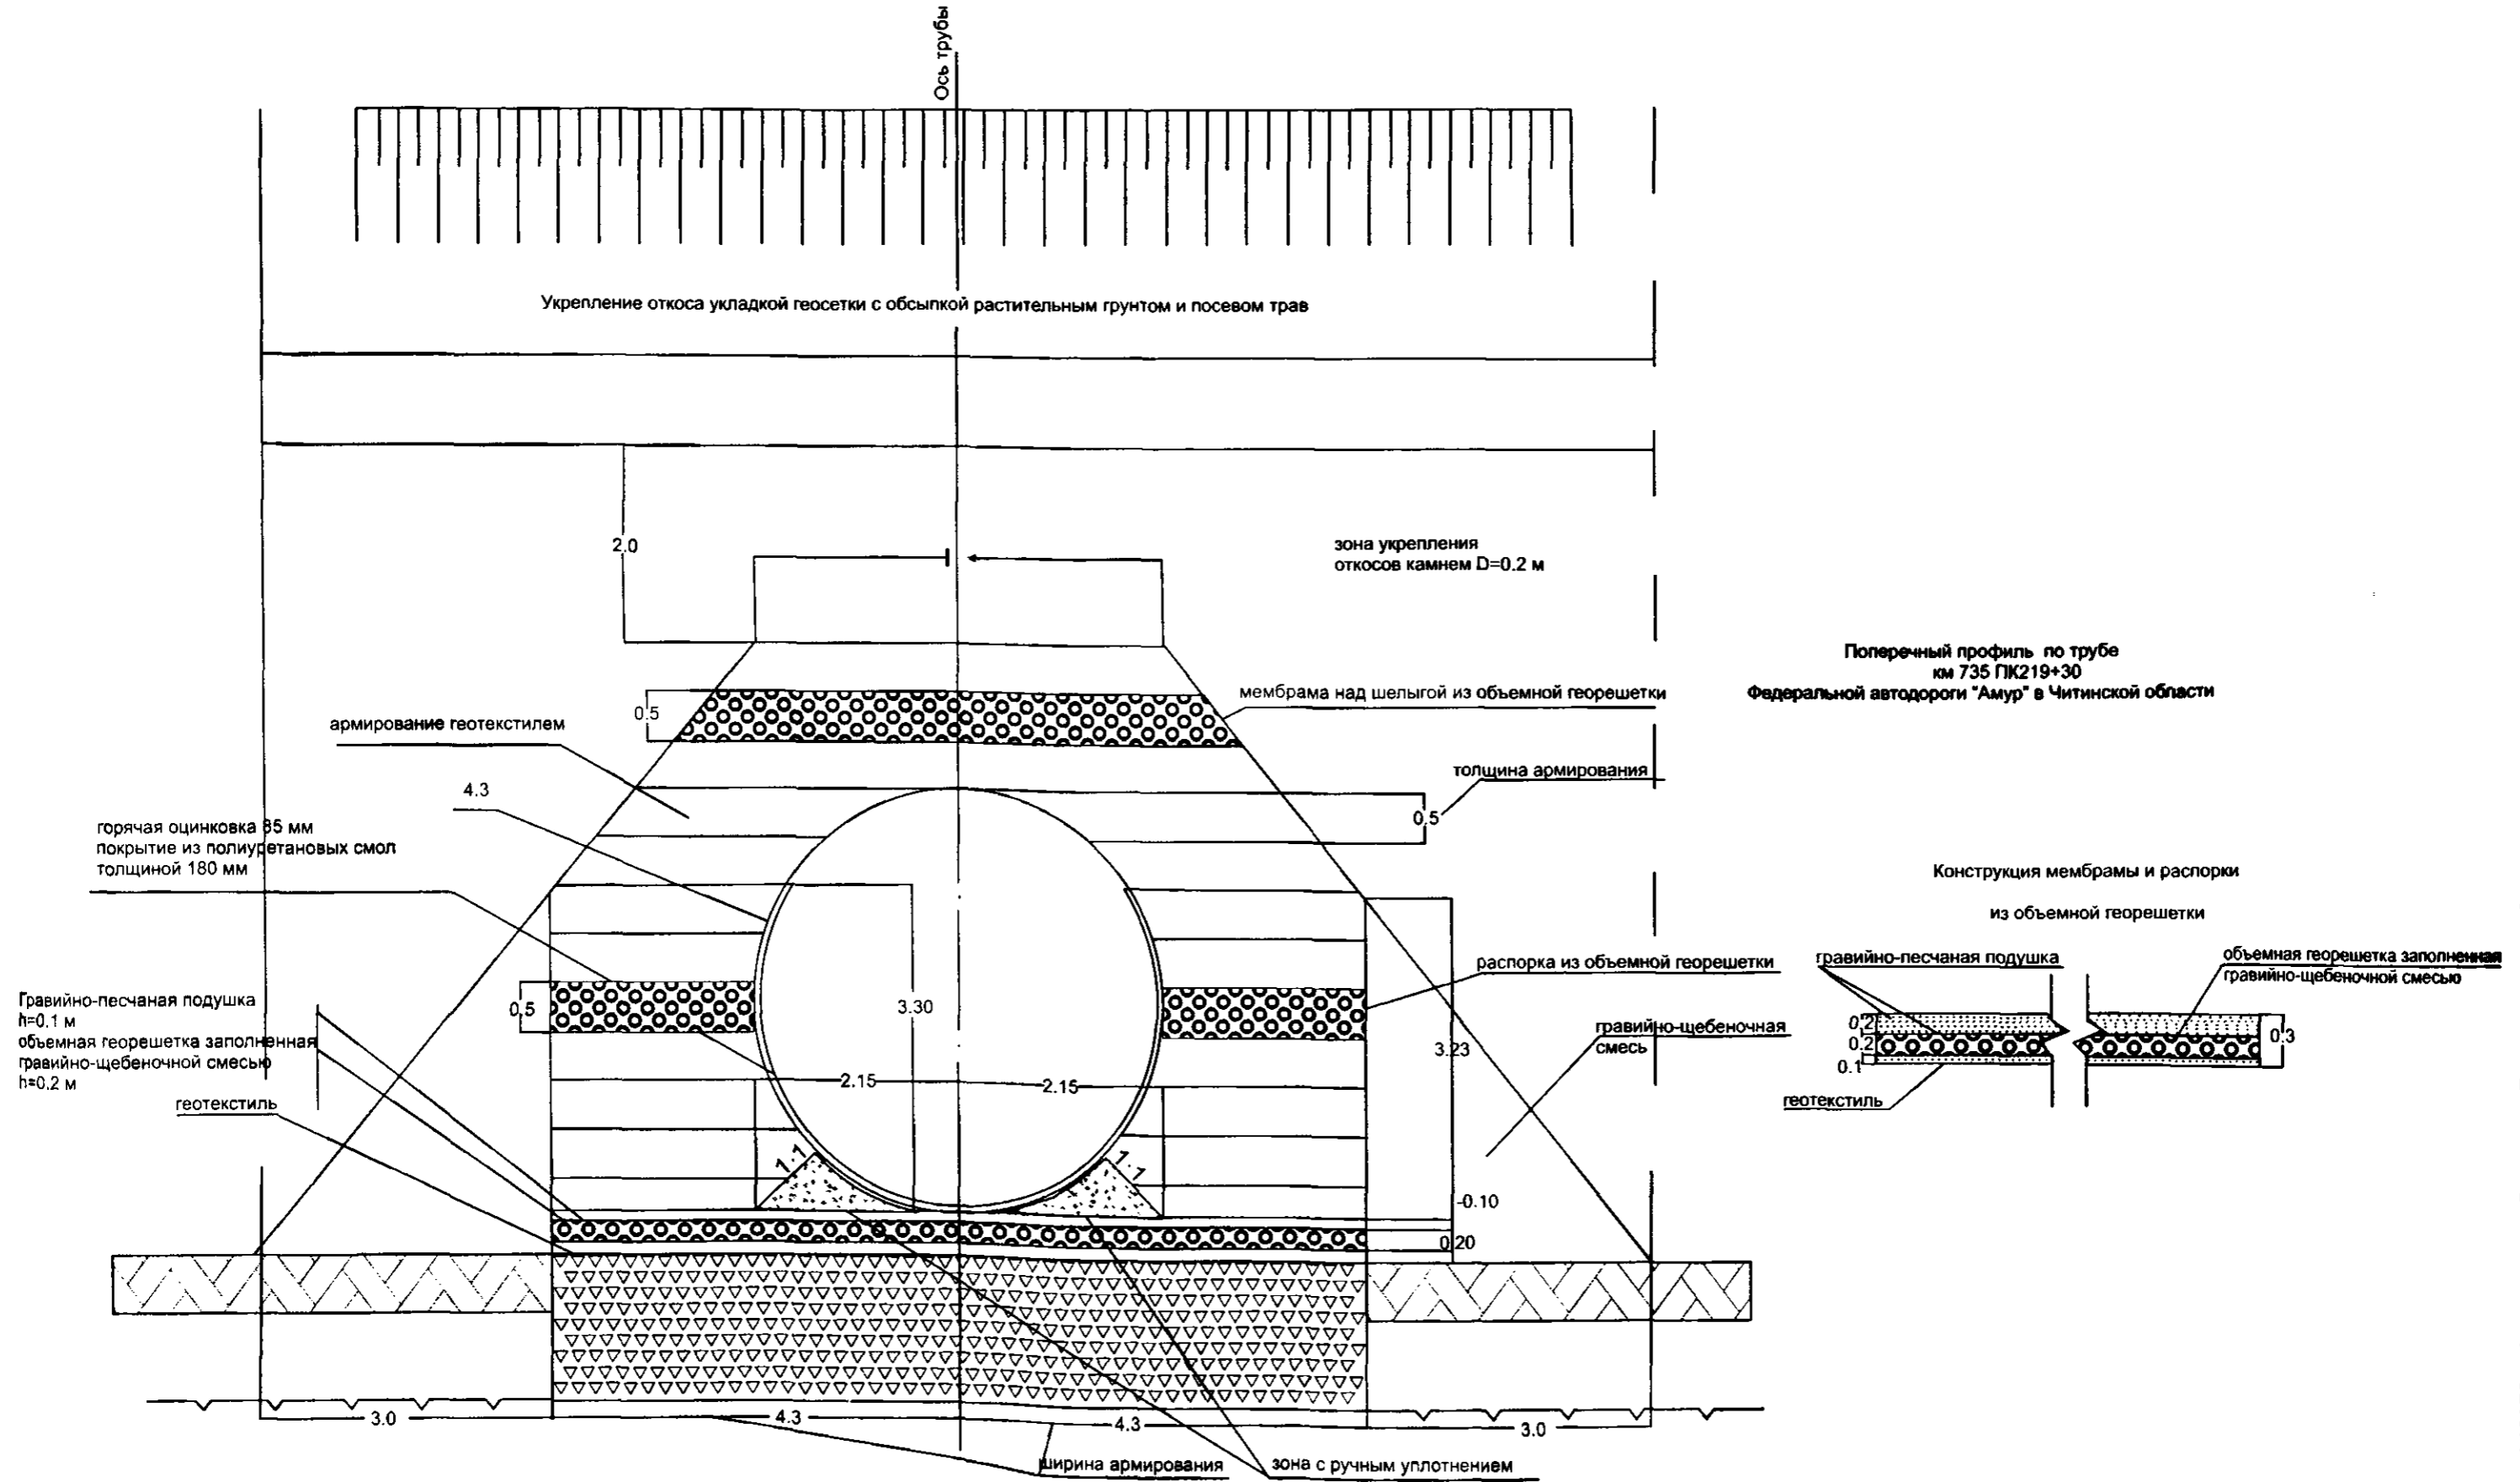 Ось трубы
Укрепление откоса укладкой геосетки с обсыпкой растительным грунтом и посевом трав
2.0
зона укрепления
откосов камнем D=0.2 м
Поперечный профиль по трубе
км 735 ПК219+30
Федеральной автодороги "Амур" в Читинской области
мембрама над шелыгой из объемной георешетки
0.5
армирование геотекстилем
толщина армирования
0.5
4.3
горячая оцинковка 85 мм
покрытие из полиуретановых смол
толщиной 180 мм
Конструкция мембрамы и распорки
из объемной георешетки
гравийно-песчаная подушка
объемная георешетка заполненная
гравийно-щебеночной смесью
0,2
0.2
0.1
0.3
геотекстиль
распорка из объемной георешетки
0,5
3.30
Гравийно-песчаная подушка
h=0.1 м
объемная георешетка заполненная
гравийно-щебеночной смесью
h=0.2 м
гравийно-щебеночная
смесь
3.23
2.15
2.15
геотекстиль
1:1
1:1
-0.10
0.20
3.0
4.3
4.3
3.0
ширина армирования
зона с ручным уплотнением